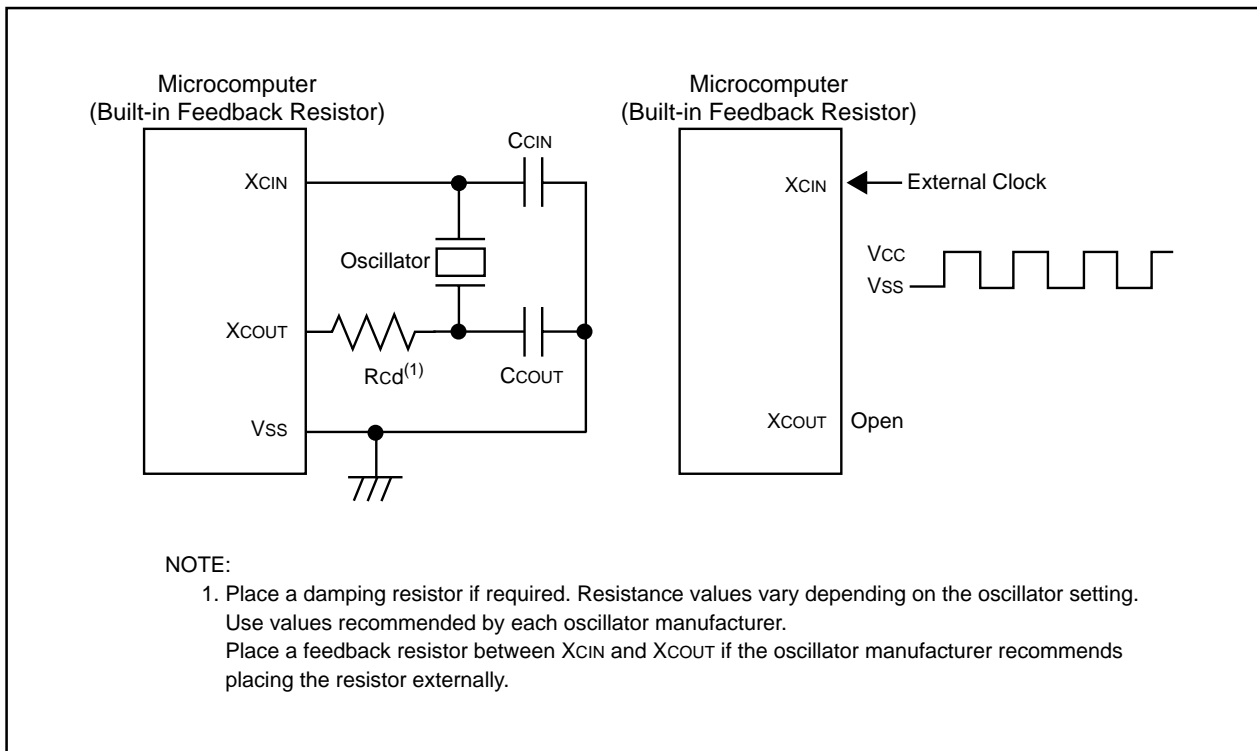 Microcomputer
(Built-in Feedback Resistor)
XCIN
CCIN
Oscillator
XCOUT
RCd(1)
CCOUT
VSS
Microcomputer
(Built-in Feedback Resistor)
XCIN
External Clock
VCC
VSS
XCOUT
Open
NOTE:
1. Place a damping resistor if required. Resistance values vary depending on the oscillator setting.
Use values recommended by each oscillator manufacturer.
Place a feedback resistor between XCIN and XCOUT if the oscillator manufacturer recommends
placing the resistor externally.